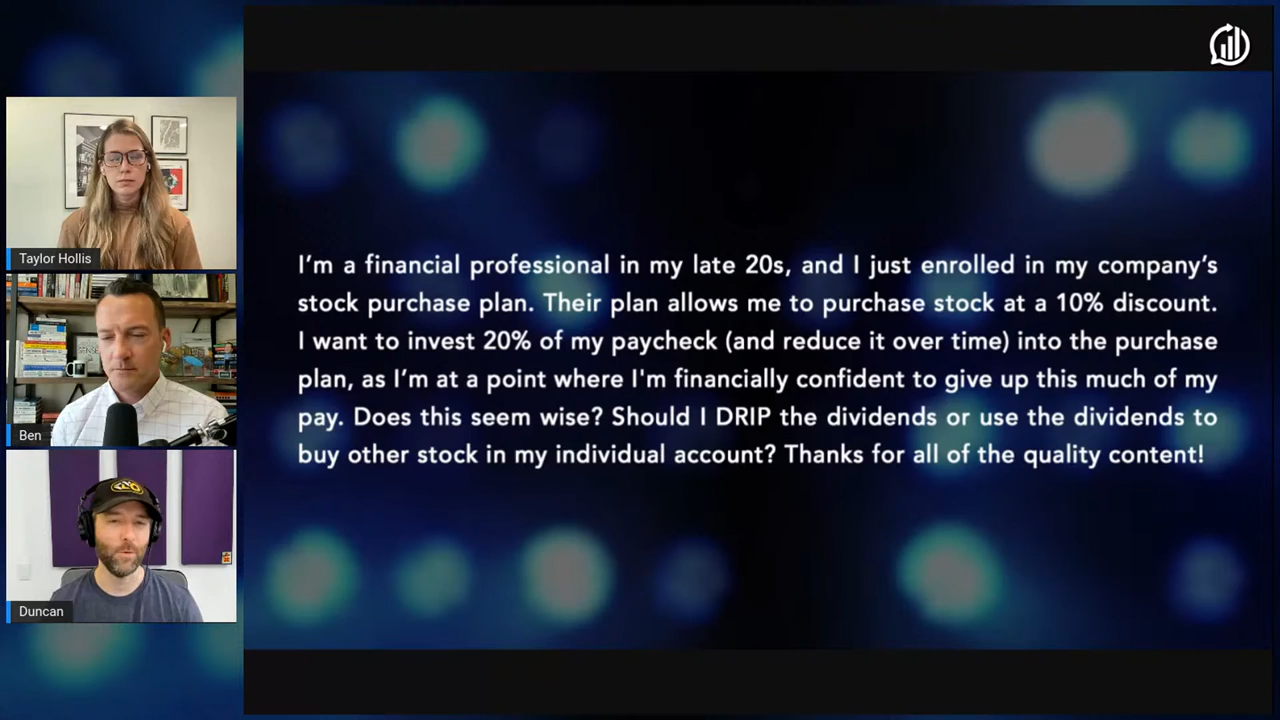 Taylor Hollis
Ben
Duncan
I’m a financial professional in my late 20s, and I just enrolled in my company’s
stock purchase plan. Their plan allows me to purchase stock at a 10% discount.
I want to invest 20% of my paycheck (and reduce it over time) into the purchase
plan, as I’m at a point where I'm financially confident to give up this much of my
pay. Does this seem wise? Should I DRIP the dividends or use the dividends to
buy other stock in my individual account? Thanks for all of the quality content!